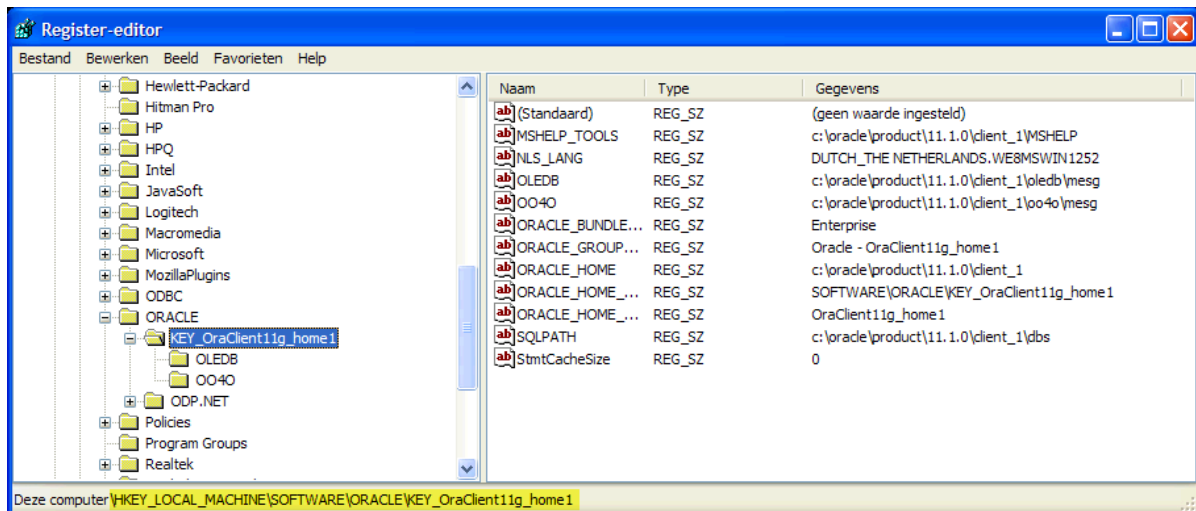 Register-editor
Bestand Bewerken Beeld Favorieten Help
Hewlett-Packard
Hitman Pro
HP
HPQ
Intel
JavaSoft
Logitech
Macromedia
Microsoft
MozillaPlugins
ODBC
ORACLE
KEY_OraClient11g_home1
OLEDB
OO4O
ODP.NET
Policies
Program Groups
Realtek
Naam Type Gegevens
(Standaard) REG_SZ (geen waarde ingesteld)
MSHELP_TOOLS REG_SZ c:\oracle\product\11.1.0\client_1\MSHELP
NLS_LANG REG_SZ DUTCH_THE NETHERLANDS.WE8MSWIN1252
OLEDB REG_SZ c:\oracle\product\11.1.0\client_1\oledb\mesg
OO4O REG_SZ c:\oracle\product\11.1.0\client_1\oo4o\mesg
ORACLE_BUNDLE... REG_SZ Enterprise
ORACLE_GROUP... REG_SZ Oracle - OraClient11g_home1
ORACLE_HOME REG_SZ c:\oracle\product\11.1.0\client_1
ORACLE_HOME_... REG_SZ SOFTWARE\ORACLE\KEY_OraClient11g_home1
ORACLE_HOME_... REG_SZ OraClient11g_home1
SQLPATH REG_SZ c:\oracle\product\11.1.0\client_1\dbs
StmtCacheSize REG_SZ 0
Deze computer\HKEY_LOCAL_MACHINE\SOFTWARE\ORACLE\KEY_OraClient11g_home1